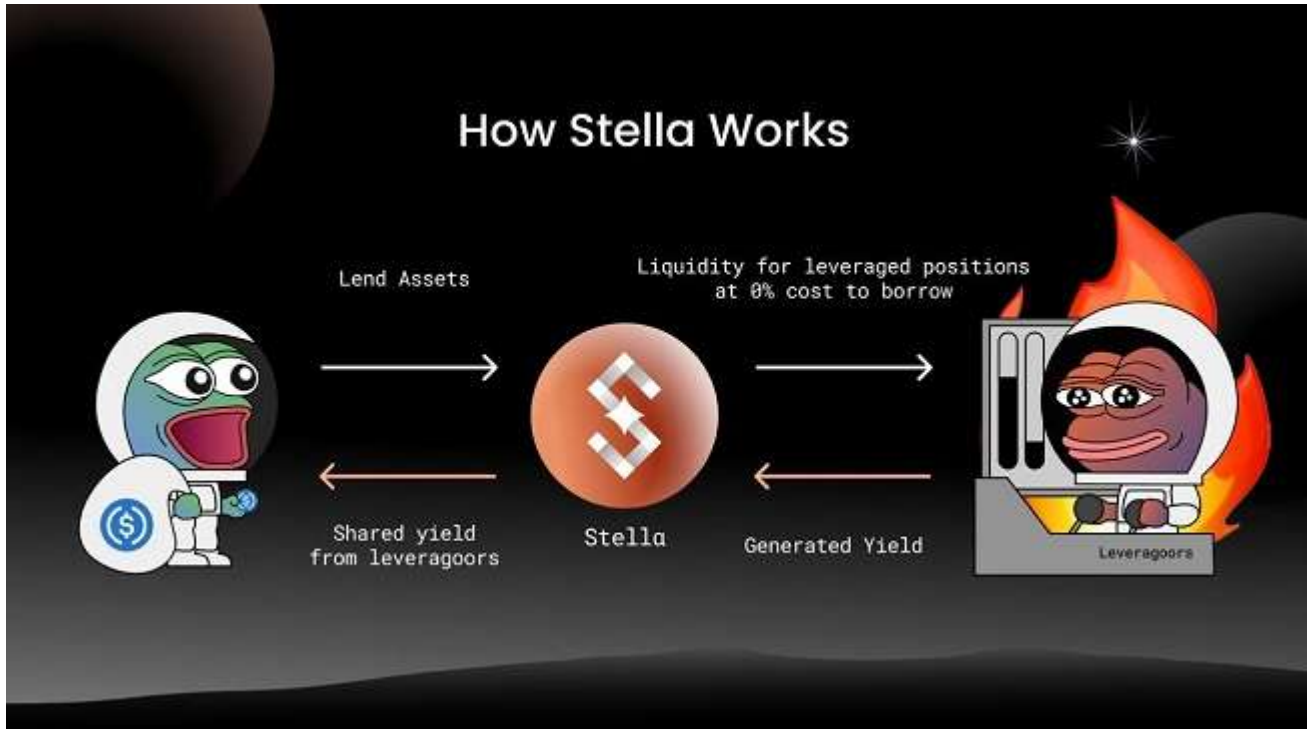 How Stella Works
Lend Assets
Liquidity for leveraged positions
at 0% cost to borrow
Shared yield
from leveragoors
Stella
Generated Yield
Leveragoors